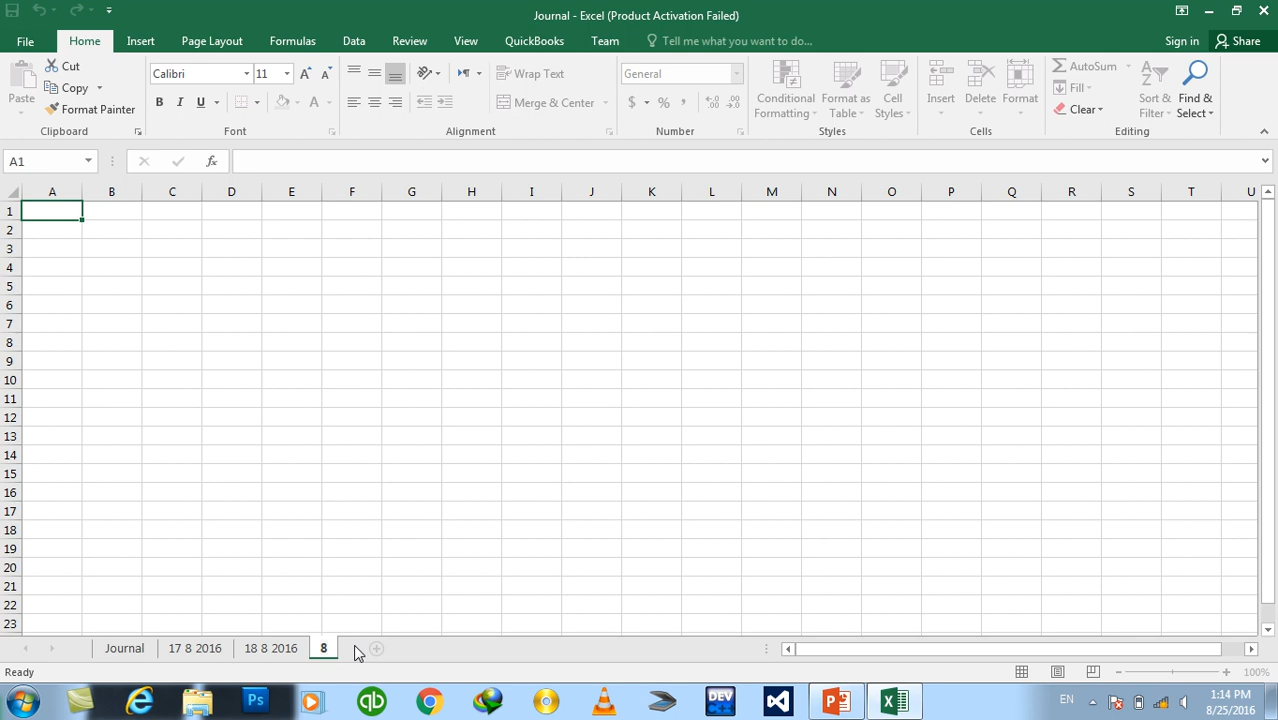 Journal - Excel (Product Activation Failed)
File Home Insert Page Layout Formulas Data Review View QuickBooks Team Tell me what you want to do... Sign in Share
Paste
Cut
Copy
Format Painter
Clipboard
Calibri 11
B I U A
Font
Wrap Text
Merge & Center
Alignment
General
$ % ,
Number
Conditional Formatting
Format as Table
Cell Styles
Styles
Insert
Delete
Format
Cells
AutoSum
Fill
Clear
Sort & Filter
Find & Select
Editing
A1 fx
A B C D E F G H I J K L M N O P Q R S T U
1
2
3
4
5
6
7
8
9
10
11
12
13
14
15
16
17
18
19
20
21
22
23
Journal 17 8 2016 18 8 2016 8
Ready 100%
Ps qb DEV EN 1:14 PM
8/25/2016